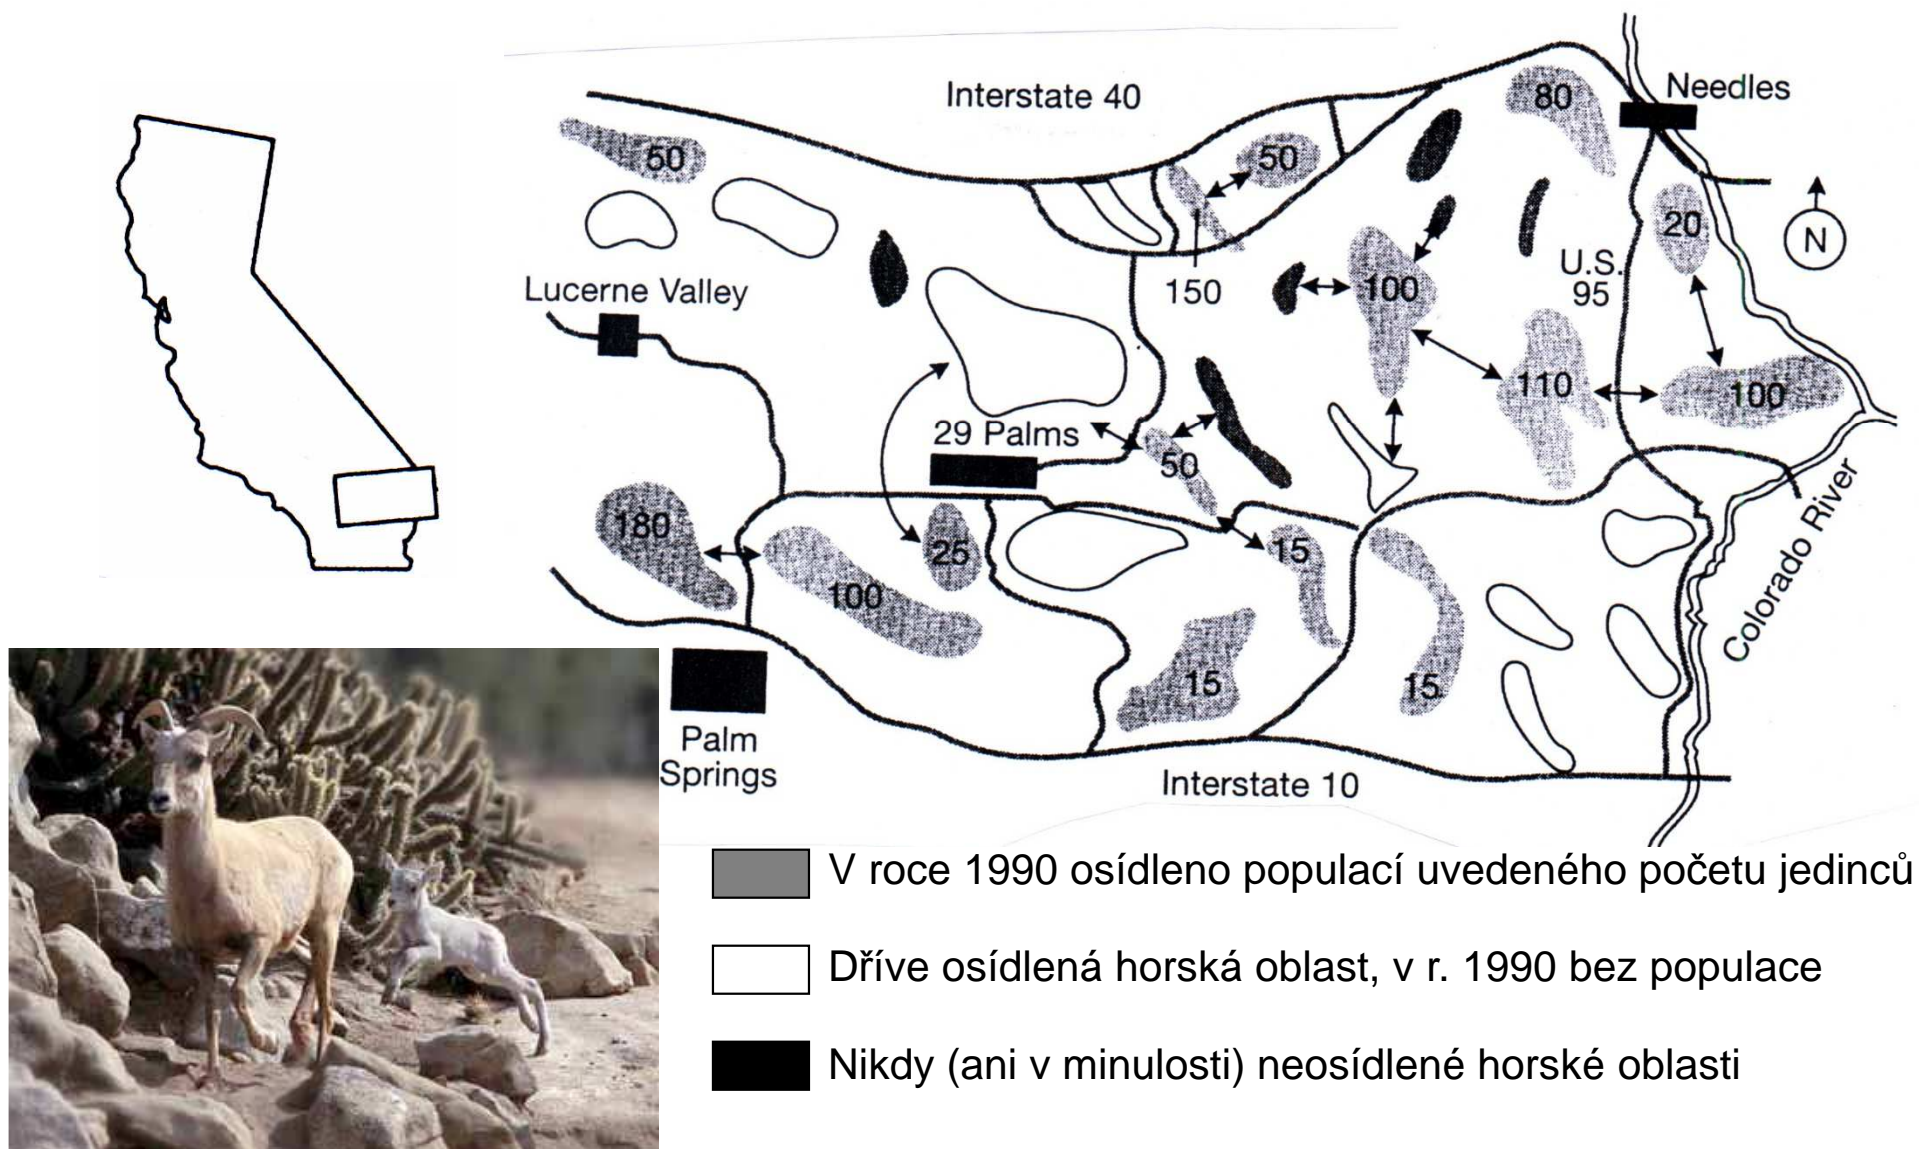 Interstate 40
Needles
80
50
50
20
N
U.S.
95
Lucerne Valley
150
100
110
100
29 Palms
50
180
25
15
100
15
15
Colorado River
Palm
Springs
Interstate 10
V roce 1990 osídleno populací uvedeného početu jedinců
Dříve osídlená horská oblast, v r. 1990 bez populace
Nikdy (ani v minulosti) neosídlené horské oblasti